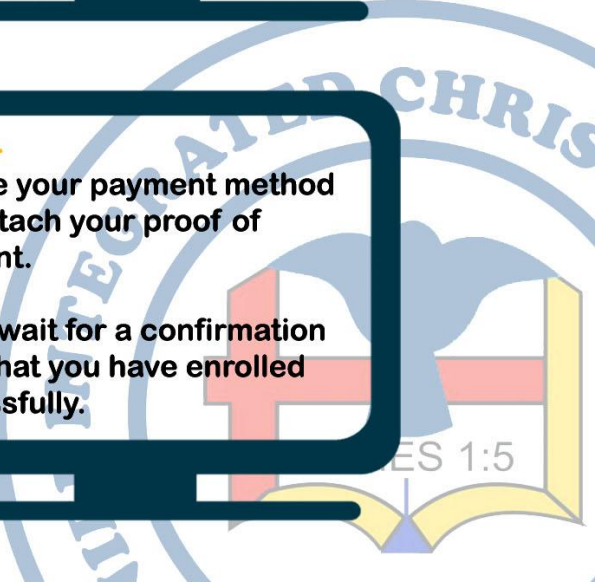 INTEGRATED CHRIS
e your payment method
tach your proof of
nt.
wait for a confirmation
hat you have enrolled
sfully.
ES 1:5